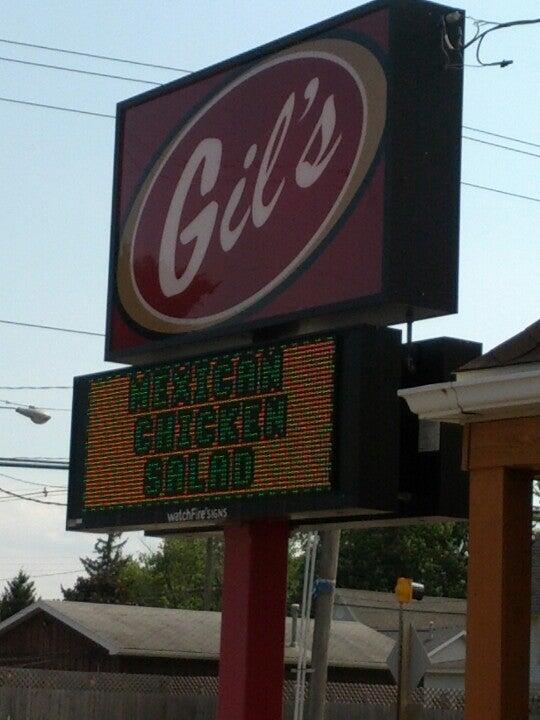 Gil's
MEXICAN
CHICKEN
SALAD
watchFire SIGNS